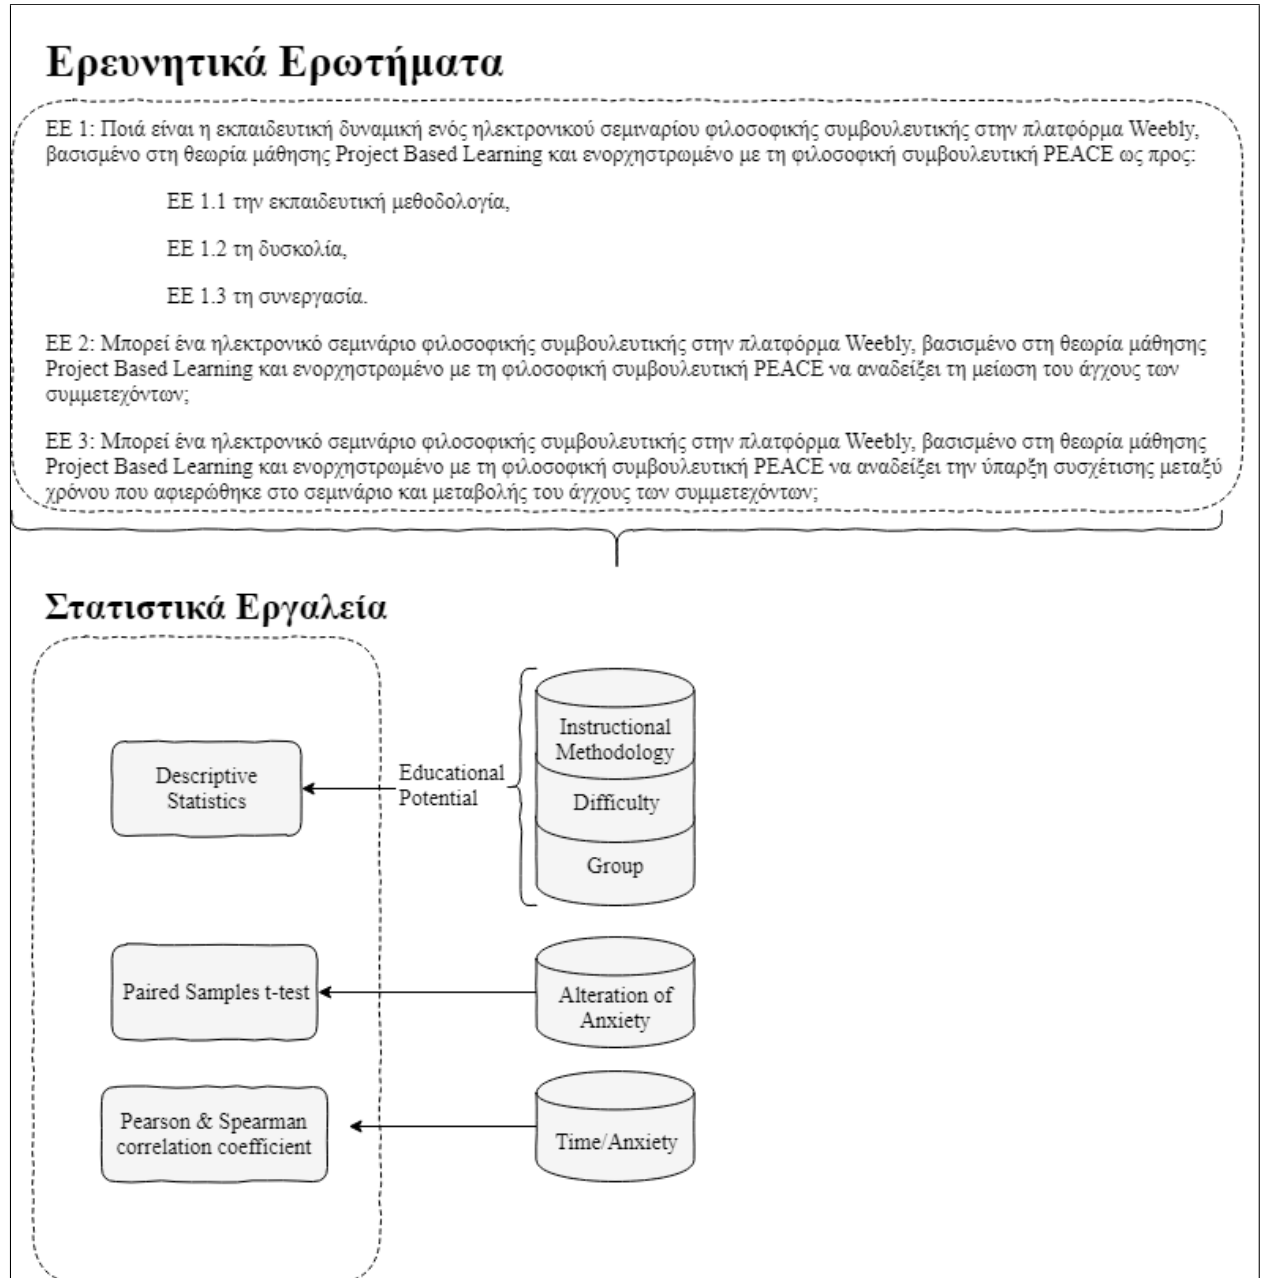 Ερευνητικά Ερωτήματα
ΕΕ 1: Ποιά είναι η εκπαιδευτική δυναμική ενός ηλεκτρονικού σεμιναρίου φιλοσοφικής συμβουλευτικής στην πλατφόρμα Weebly,
βασισμένο στη θεωρία μάθησης Project Based Learning και ενορχηστρωμένο με τη φιλοσοφική συμβουλευτική PEACE ως προς:
ΕΕ 1.1 την εκπαιδευτική μεθοδολογία,
ΕΕ 1.2 τη δυσκολία,
ΕΕ 1.3 τη συνεργασία.
ΕΕ 2: Μπορεί ένα ηλεκτρονικό σεμινάριο φιλοσοφικής συμβουλευτικής στην πλατφόρμα Weebly, βασισμένο στη θεωρία μάθησης
Project Based Learning και ενορχηστρωμένο με τη φιλοσοφική συμβουλευτική PEACE να αναδείξει τη μείωση του άγχους των
συμμετεχόντων;
ΕΕ 3: Μπορεί ένα ηλεκτρονικό σεμινάριο φιλοσοφικής συμβουλευτικής στην πλατφόρμα Weebly, βασισμένο στη θεωρία μάθησης
Project Based Learning και ενορχηστρωμένο με τη φιλοσοφική συμβουλευτική PEACE να αναδείξει την ύπαρξη συσχέτισης μεταξύ
χρόνου που αφιερώθηκε στο σεμινάριο και μεταβολής του άγχους των συμμετεχόντων;
Στατιστικά Εργαλεία
Descriptive
Statistics
Educational
Potential
Instructional
Methodology
Difficulty
Group
Paired Samples t-test
Alteration of
Anxiety
Pearson & Spearman
correlation coefficient
Time/Anxiety